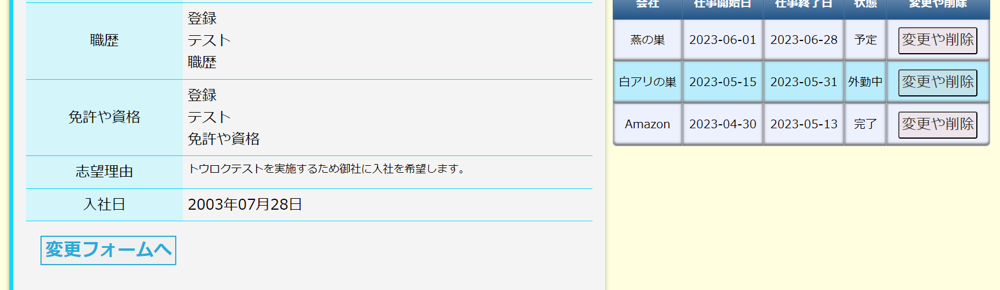 職歴
登録
テスト
職歴
免許や資格
登録
テスト
免許や資格
志望理由
トウロクテストを実施するため御社に入社を希望します。
入社日
2003年07月28日
変更フォームへ
会社 仕事開始日 仕事終了日 状態 変更や削除
燕の巣 2023-06-01 2023-06-28 予定 変更や削除
白アリの巣 2023-05-15 2023-05-31 外勤中 変更や削除
Amazon 2023-04-30 2023-05-13 完了 変更や削除